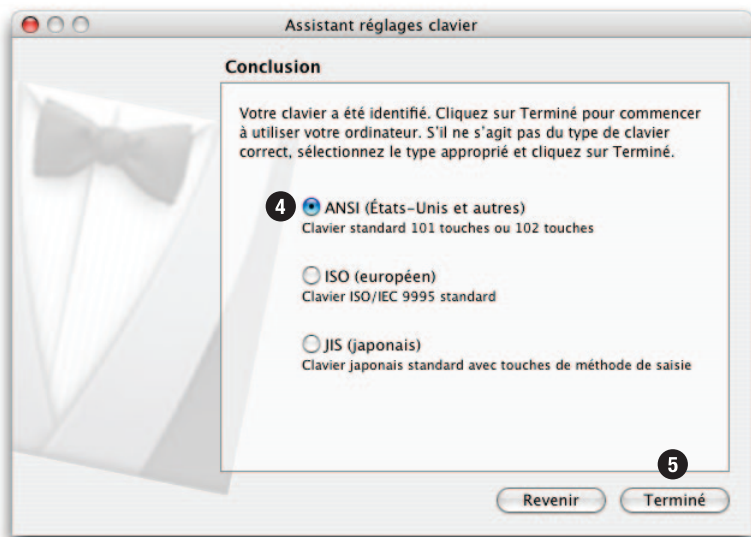 Assistant réglages clavier
Conclusion
Votre clavier a été identifié. Cliquez sur Terminé pour commencer
à utiliser votre ordinateur. S'il ne s'agit pas du type de clavier
correct, sélectionnez le type approprié et cliquez sur Terminé.
4 ANSI (États-Unis et autres)
Clavier standard 101 touches ou 102 touches
ISO (européen)
Clavier ISO/IEC 9995 standard
JIS (japonais)
Clavier japonais standard avec touches de méthode de saisie
5
Revenir Terminé